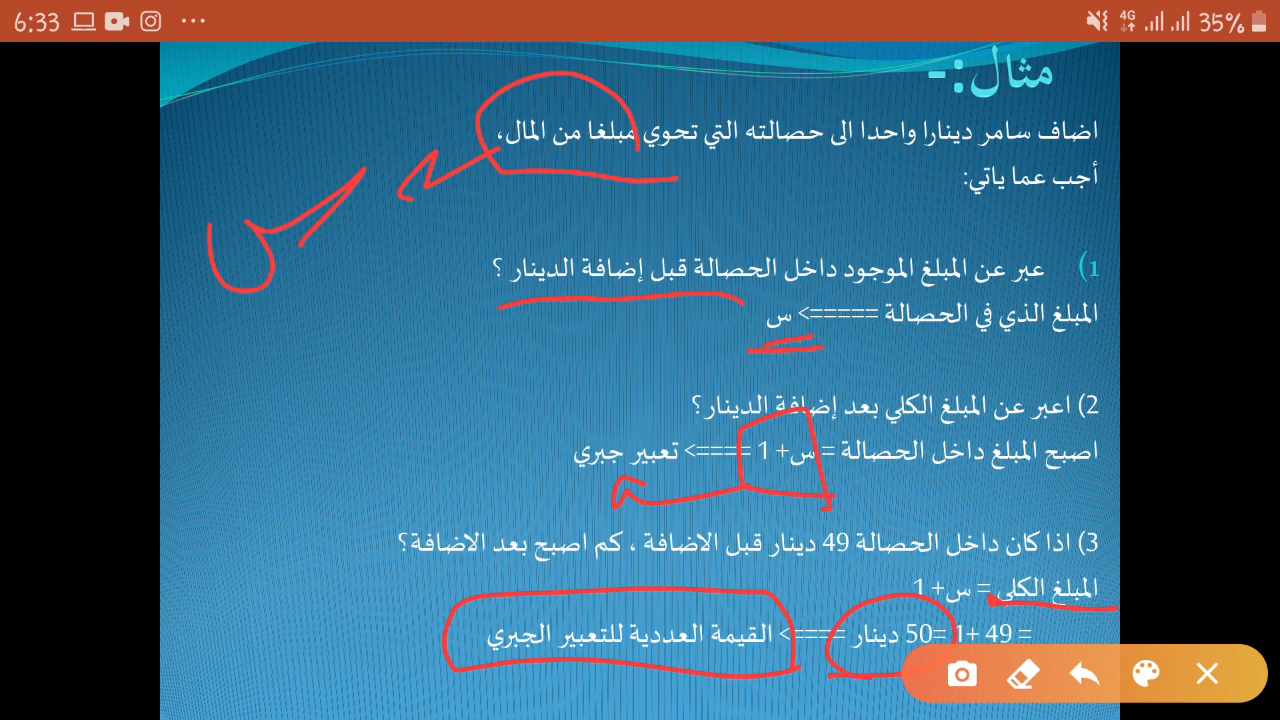 6:33
4G
35%
مثال:-
اضاف سامر دينارا واحدا الى حصالته التي تحوي مبلغا من المال،
أجب عما ياتي:
1) عبر عن المبلغ الموجود داخل الحصالة قبل إضافة الدينار ؟
المبلغ الذي في الحصالة =====> س
س
2) اعبر عن المبلغ الكلي بعد إضافة الدينار؟
اصبح المبلغ داخل الحصالة = س+ 1 ====> تعبير جبري
3) اذا كان داخل الحصالة 49 دينار قبل الاضافة ، كم اصبح بعد الاضافة؟
المبلغ الكلي = س+ 1
= 49 +1 =50 دينار ====> القيمة العددية للتعبير الجبري